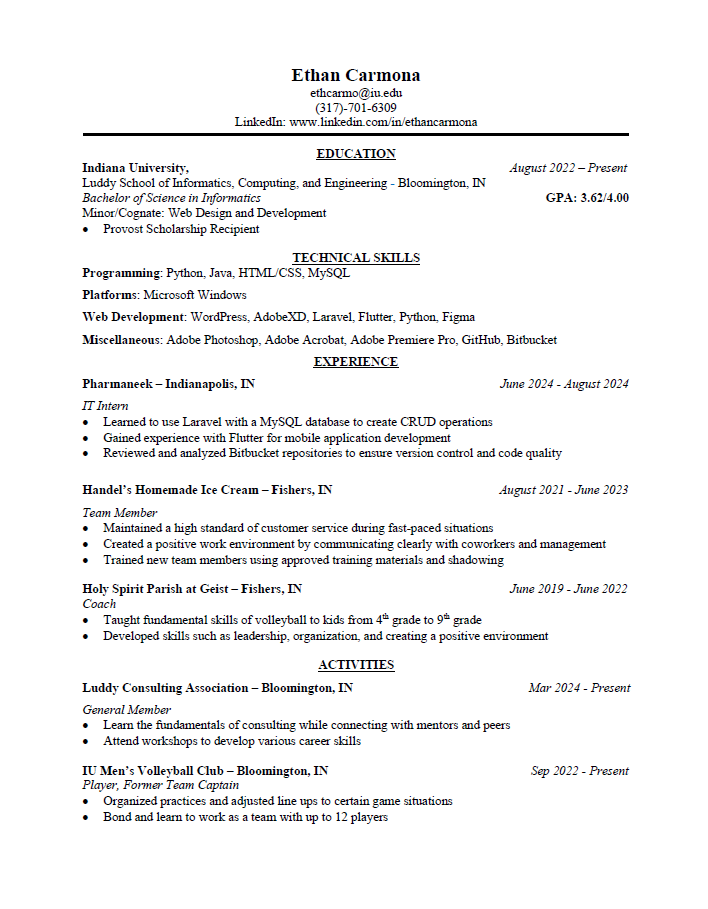 Ethan Carmona
ethcarmo@iu.edu
(317)-701-6309
LinkedIn: www.linkedin.com/in/ethancarmona
EDUCATION
Indiana University, August 2022 – Present
Luddy School of Informatics, Computing, and Engineering - Bloomington, IN
Bachelor of Science in Informatics GPA: 3.62/4.00
Minor/Cognate: Web Design and Development
• Provost Scholarship Recipient
TECHNICAL SKILLS
Programming: Python, Java, HTML/CSS, MySQL
Platforms: Microsoft Windows
Web Development: WordPress, AdobeXD, Laravel, Flutter, Python, Figma
Miscellaneous: Adobe Photoshop, Adobe Acrobat, Adobe Premiere Pro, GitHub, Bitbucket
EXPERIENCE
Pharmaneek – Indianapolis, IN June 2024 - August 2024
IT Intern
• Learned to use Laravel with a MySQL database to create CRUD operations
• Gained experience with Flutter for mobile application development
• Reviewed and analyzed Bitbucket repositories to ensure version control and code quality
Handel's Homemade Ice Cream – Fishers, IN August 2021 - June 2023
Team Member
• Maintained a high standard of customer service during fast-paced situations
• Created a positive work environment by communicating clearly with coworkers and management
• Trained new team members using approved training materials and shadowing
Holy Spirit Parish at Geist – Fishers, IN June 2019 - June 2022
Coach
• Taught fundamental skills of volleyball to kids from 4th grade to 9th grade
• Developed skills such as leadership, organization, and creating a positive environment
ACTIVITIES
Luddy Consulting Association – Bloomington, IN Mar 2024 - Present
General Member
• Learn the fundamentals of consulting while connecting with mentors and peers
• Attend workshops to develop various career skills
IU Men's Volleyball Club – Bloomington, IN Sep 2022 - Present
Player, Former Team Captain
• Organized practices and adjusted line ups to certain game situations
• Bond and learn to work as a team with up to 12 players